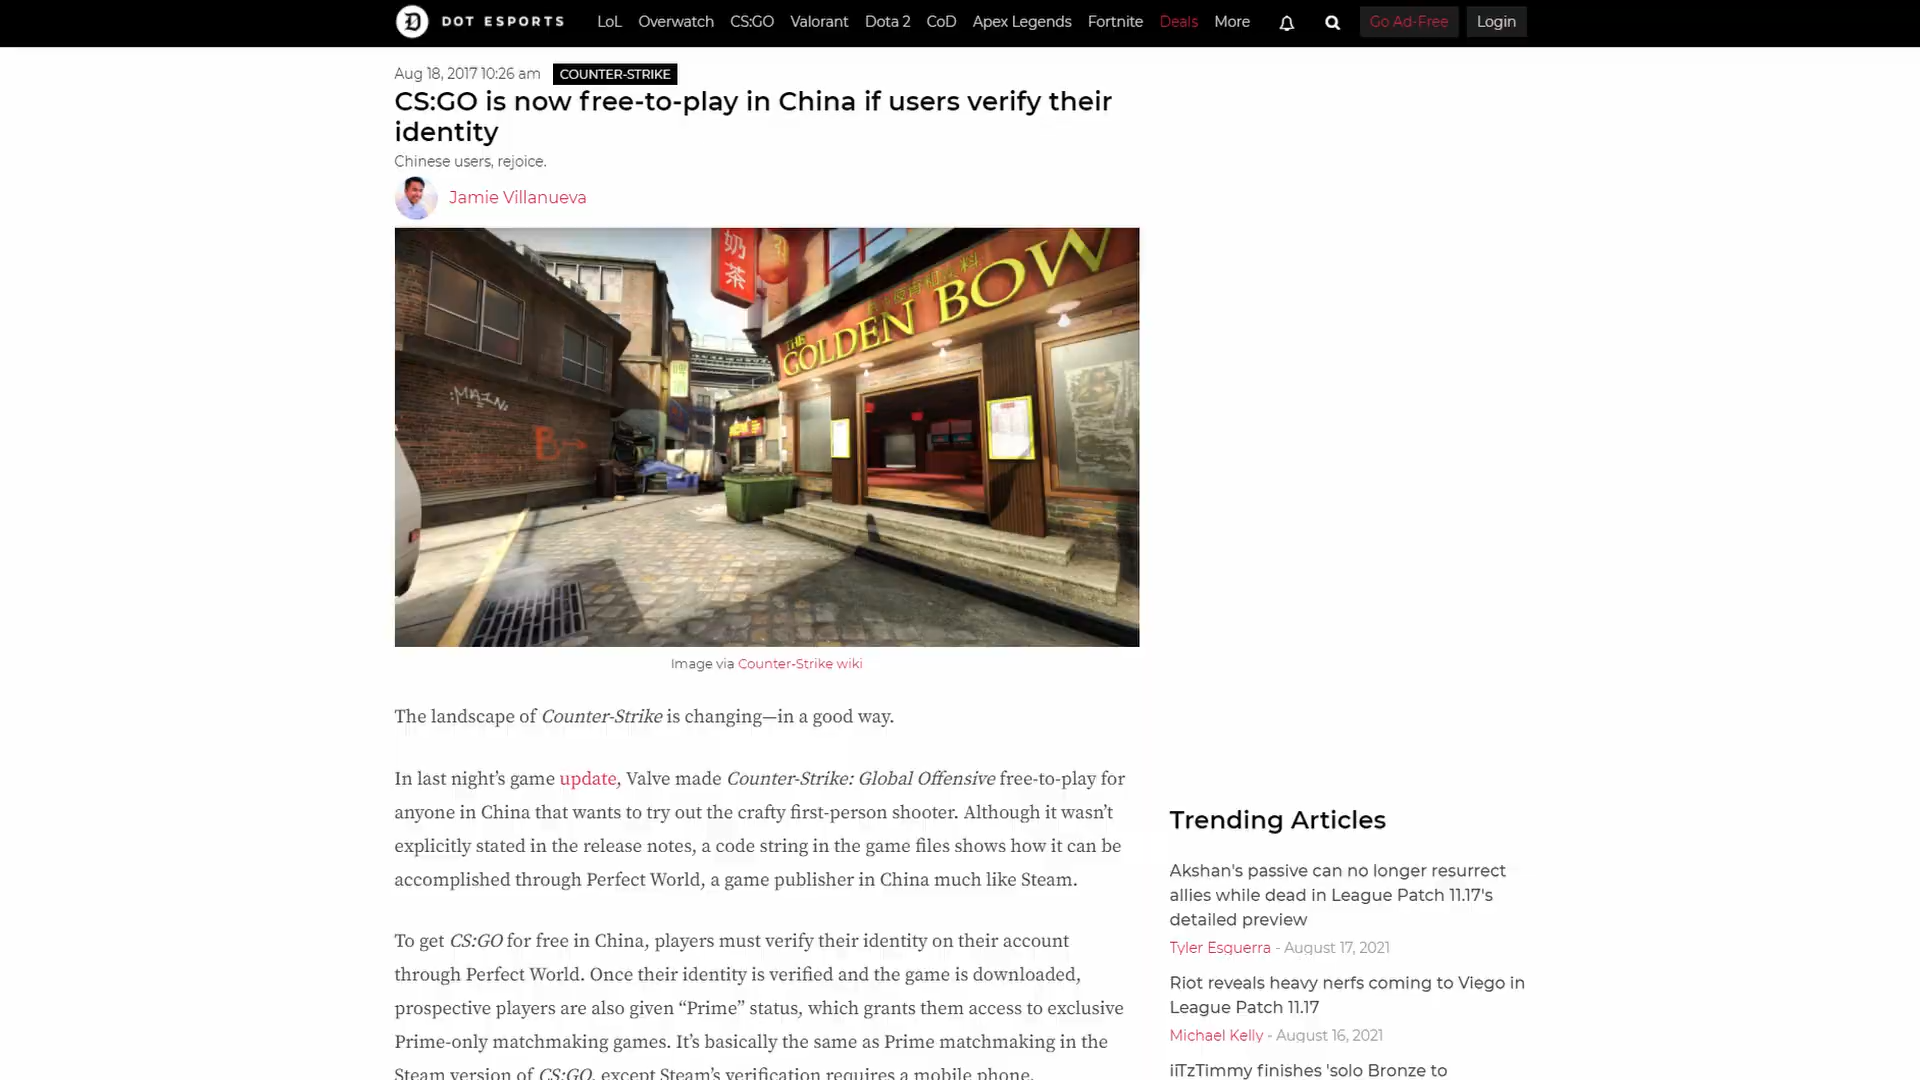 DOT ESPORTS LoL Overwatch CS:GO Valorant Dota 2 CoD Apex Legends Fortnite Deals More Go Ad-Free Login
Aug 18, 2017 10:26 am COUNTER-STRIKE
CS:GO is now free-to-play in China if users verify their
identity
Chinese users, rejoice.
Jamie Villanueva
奶茶
THE GOLDEN BOW
啤酒
:MAIN:
B→
Image via Counter-Strike wiki
The landscape of Counter-Strike is changing—in a good way.
In last night’s game update, Valve made Counter-Strike: Global Offensive free-to-play for
anyone in China that wants to try out the crafty first-person shooter. Although it wasn’t
explicitly stated in the release notes, a code string in the game files shows how it can be
accomplished through Perfect World, a game publisher in China much like Steam.
To get CS:GO for free in China, players must verify their identity on their account
through Perfect World. Once their identity is verified and the game is downloaded,
prospective players are also given “Prime” status, which grants them access to exclusive
Prime-only matchmaking games. It’s basically the same as Prime matchmaking in the
Steam version of CS:GO, except Steam’s verification requires a mobile phone.
Trending Articles
Akshan's passive can no longer resurrect
allies while dead in League Patch 11.17's
detailed preview
Tyler Esguerra - August 17, 2021
Riot reveals heavy nerfs coming to Viego in
League Patch 11.17
Michael Kelly - August 16, 2021
iiTzTimmy finishes 'solo Bronze to